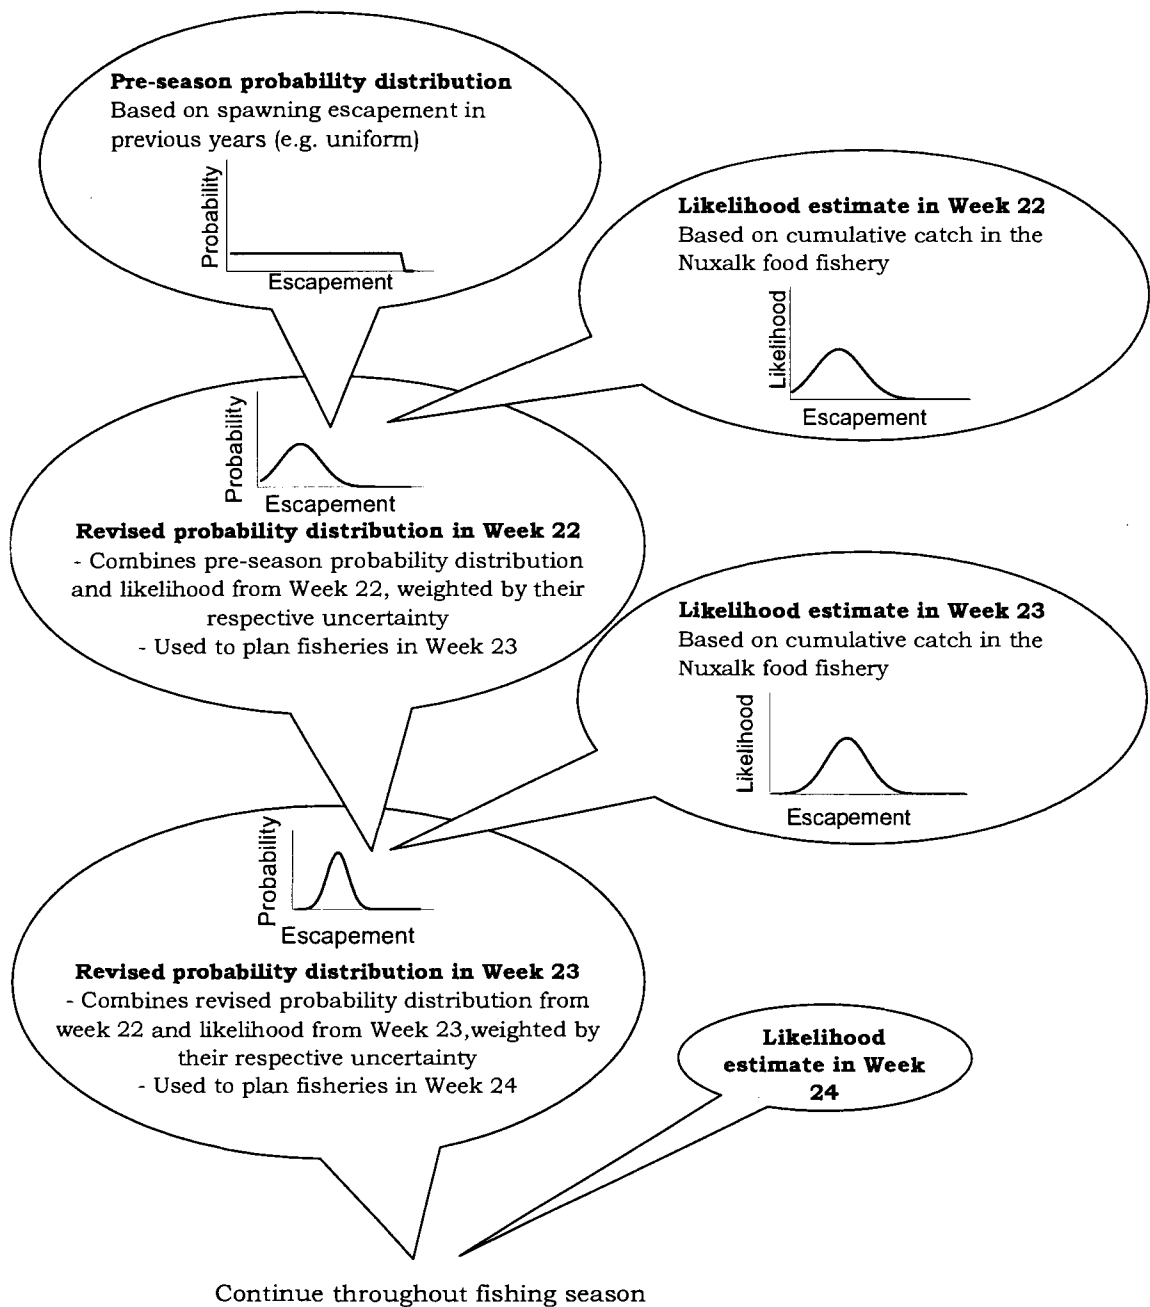 Pre-season probability distribution
Based on spawning escapement in
previous years (e.g. uniform)
Probability
Escapement
Likelihood estimate in Week 22
Based on cumulative catch in the
Nuxalk food fishery
Likelihood
Escapement
Probability
Escapement
Revised probability distribution in Week 22
- Combines pre-season probability distribution
and likelihood from Week 22, weighted by their
respective uncertainty
- Used to plan fisheries in Week 23
Likelihood estimate in Week 23
Based on cumulative catch in the
Nuxalk food fishery
Likelihood
Escapement
Probability
Escapement
Revised probability distribution in Week 23
- Combines revised probability distribution from
week 22 and likelihood from Week 23,weighted by
their respective uncertainty
- Used to plan fisheries in Week 24
Likelihood
estimate in Week
24
Continue throughout fishing season